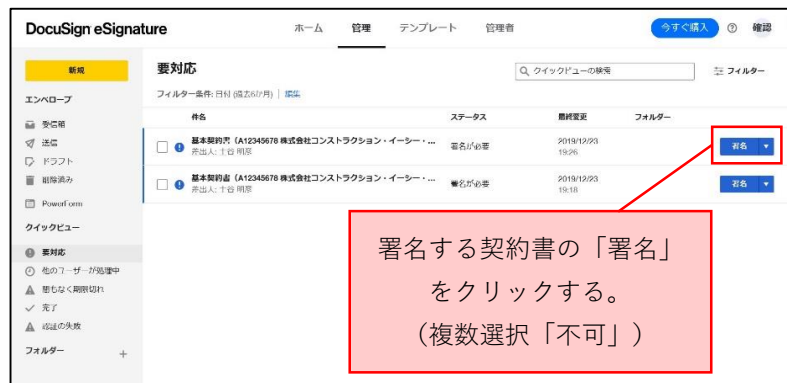 DocuSign eSignature
ホーム 管理 テンプレート 管理者
今すぐ購入 ? 確認
新規
要対応
クイックビューの検索
フィルター
フィルター条件: 日付 (過去6か月) | 編集
エンベロープ
件名 ステータス 最終変更 フォルダー
受信箱
送信
ドラフト
削除済み
PowerForm
基本契約書 (A12345678 株式会社コンストラクション・イーシー・...
差出人: 土谷 明彦
署名が必要
2019/12/23
19:26
署名
基本契約書 (A12345678 株式会社コンストラクション・イーシー・...
差出人: 土谷 明彦
署名が必要
2019/12/23
19:18
署名
クイックビュー
要対応
他のユーザーが処理中
間もなく期限切れ
完了
認証の失敗
フォルダー +
署名する契約書の「署名」
をクリックする。
(複数選択「不可」)